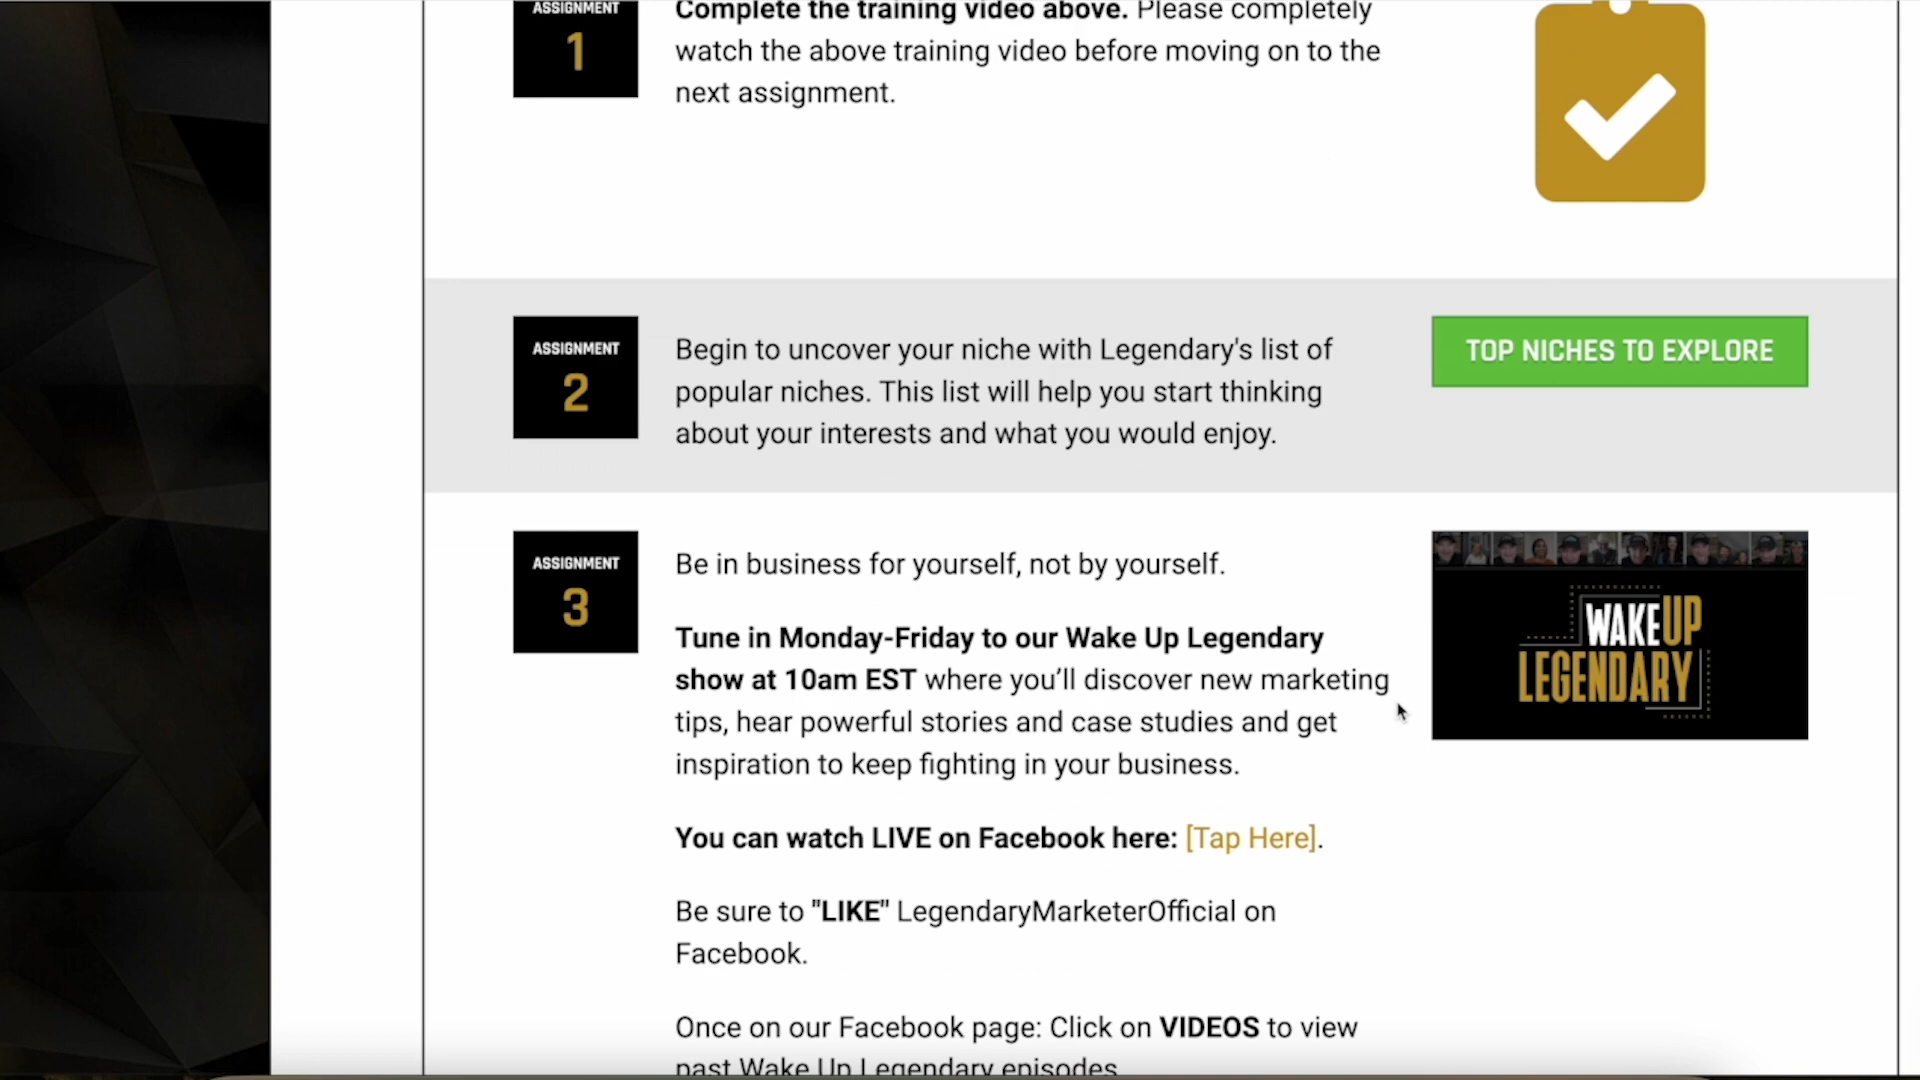 ASSIGNMENT
1
Complete the training video above. Please completely
watch the above training video before moving on to the
next assignment.
ASSIGNMENT
2
Begin to uncover your niche with Legendary's list of
popular niches. This list will help you start thinking
about your interests and what you would enjoy.
TOP NICHES TO EXPLORE
ASSIGNMENT
3
Be in business for yourself, not by yourself.
Tune in Monday-Friday to our Wake Up Legendary
show at 10am EST where you’ll discover new marketing
tips, hear powerful stories and case studies and get
inspiration to keep fighting in your business.
You can watch LIVE on Facebook here: [Tap Here].
Be sure to "LIKE" LegendaryMarketerOfficial on
Facebook.
Once on our Facebook page: Click on VIDEOS to view
past Wake Up Legendary episodes
WAKEUP
LEGENDARY